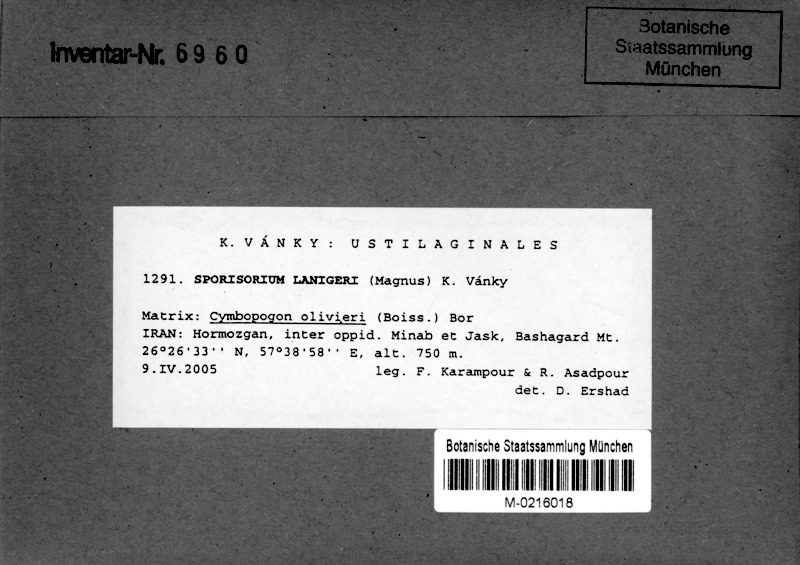 Inventar-Nr. 6960
Botanische
Staatssammlung
München
K. VÁNKY: USTILAGINALES
1291. SPORISORIUM LANIGERI (Magnus) K. Vánky
Matrix: Cymbopogon olivieri (Boiss.) Bor
IRAN: Hormozgan, inter oppid. Minab et Jask, Bashagard Mt.
26°26'33'' N, 57°38'58'' E, alt. 750 m.
9.IV.2005 leg. F. Karampour & R. Asadpour
det. D. Ershad
Botanische Staatssammlung München
M-0216018